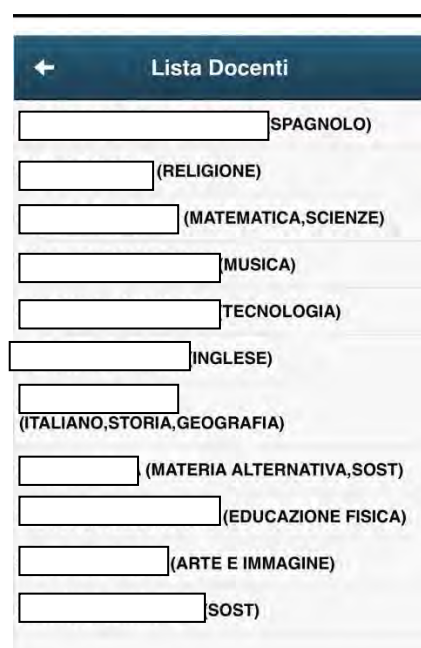 Lista Docenti
SPAGNOLO)
(RELIGIONE)
(MATEMATICA,SCIENZE)
(MUSICA)
(TECNOLOGIA)
(INGLESE)
(ITALIANO,STORIA,GEOGRAFIA)
(MATERIA ALTERNATIVA,SOST)
(EDUCAZIONE FISICA)
(ARTE E IMMAGINE)
(SOST)